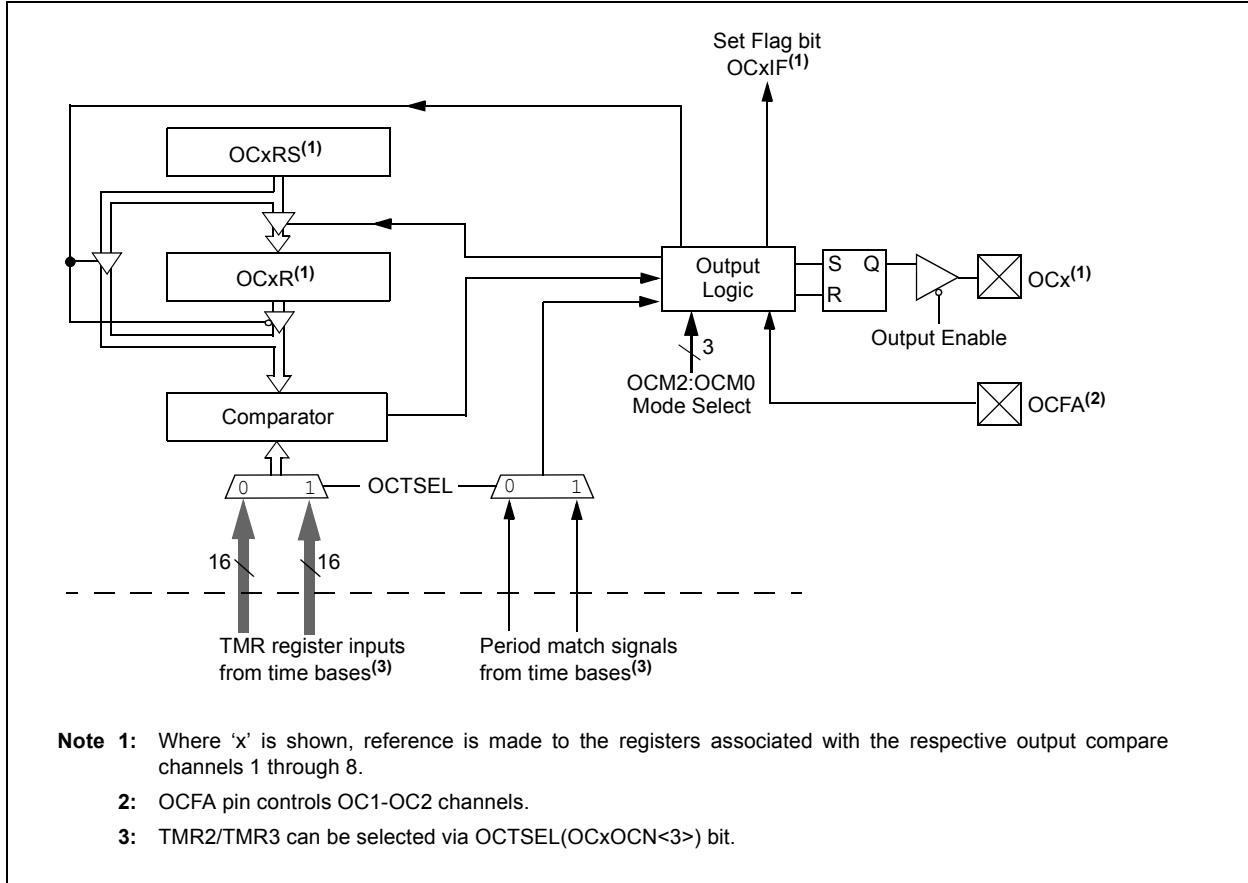 Set Flag bit
OCxIF(1)
OCxRS(1)
OCxR(1)
Output
Logic
S Q
R
OCx(1)
Output Enable
3
OCM2:OCM0
Mode Select
OCFA(2)
Comparator
0 1
OCTSEL
0 1
16
16
TMR register inputs
from time bases(3)
Period match signals
from time bases(3)
Note 1: Where ‘x’ is shown, reference is made to the registers associated with the respective output compare
channels 1 through 8.
2: OCFA pin controls OC1-OC2 channels.
3: TMR2/TMR3 can be selected via OCTSEL(OCxOCN<3>) bit.